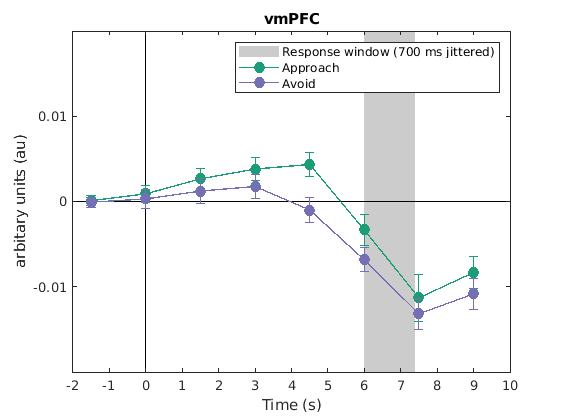 vmPFC
Response window (700 ms jittered)
Approach
Avoid
0.01
0
-0.01
arbitary units (au)
-2 -1 0 1 2 3 4 5 6 7 8 9 10
Time (s)